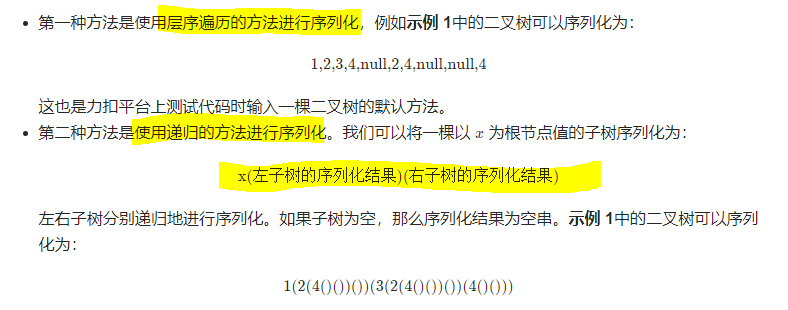 • 第一种方法是使用层序遍历的方法进行序列化，例如示例 1中的二叉树可以序列化为：
1,2,3,4,null,2,4,null,null,4
这也是力扣平台上测试代码时输入一棵二叉树的默认方法。
• 第二种方法是使用递归的方法进行序列化。我们可以将一棵以 x 为根节点值的子树序列化为：
x(左子树的序列化结果)(右子树的序列化结果)
左右子树分别递归地进行序列化。如果子树为空，那么序列化结果为空串。示例 1中的二叉树可以序列
化为：
1(2(4()())())(3(2(4()())())(4()()))